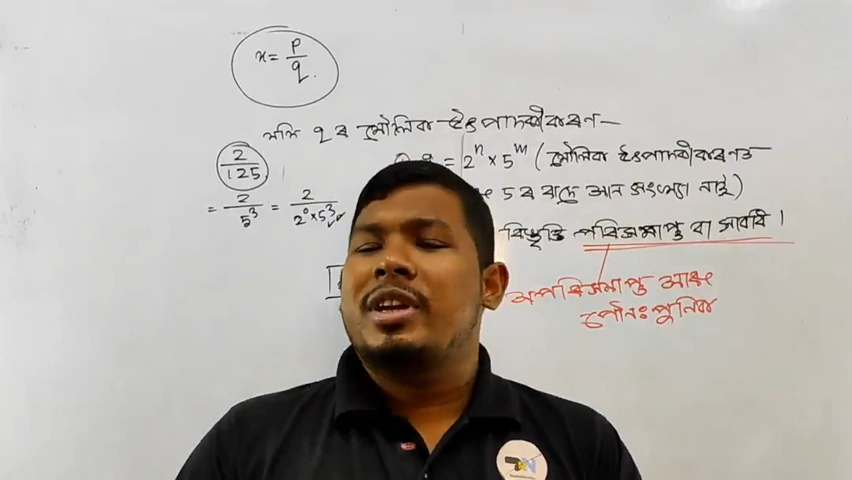 x = p/q
যদি q ৰ মৌলিক উৎপাদকীকৰণ –
2/125
= 2ⁿ × 5ᵐ (মৌলিক উৎপাদকীকৰণত
= 2/5³ = 2/(2⁰ × 5³)
5 ৰ বাদে আন সংখ্যা নাই)
বিস্তৃতি পৰিসমাপ্ত বা সাবধি।
অপৰিসমাপ্ত আৰু
পৌনঃপুনিক